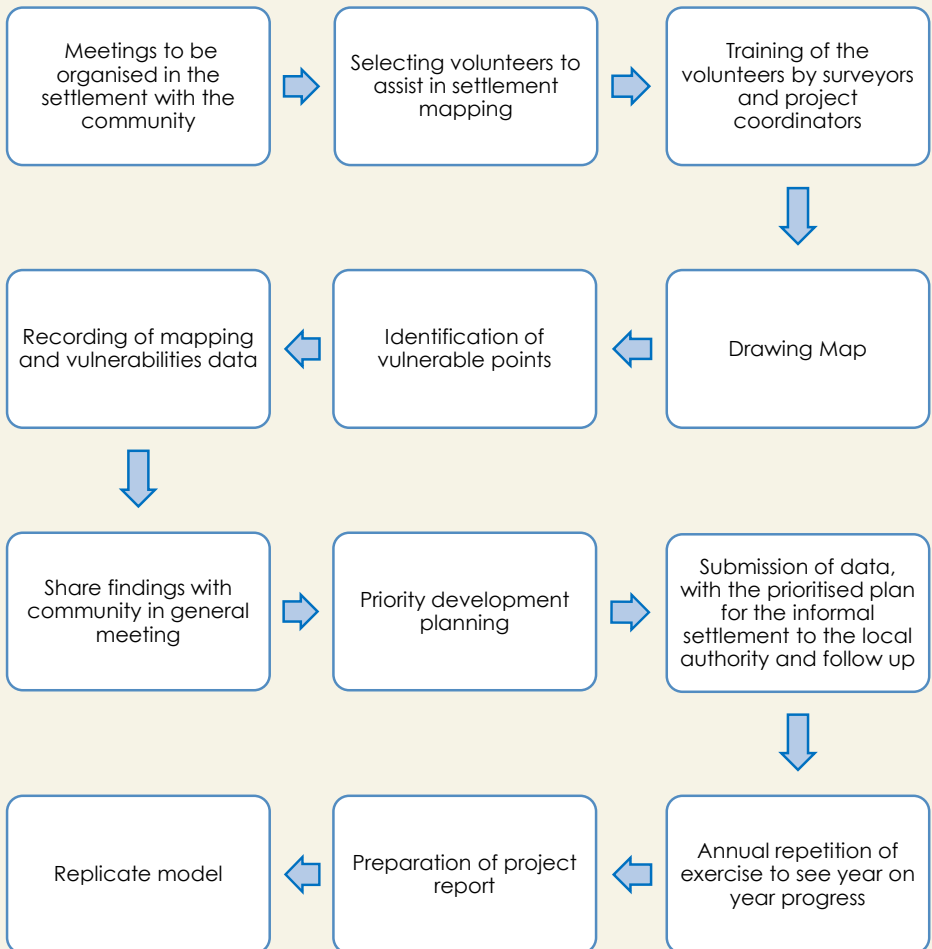 Meetings to be
organised in the
settlement with the
community
Selecting volunteers to
assist in settlement
mapping
Training of the
volunteers by surveyors
and project
coordinators
Drawing Map
Identification of
vulnerable points
Recording of mapping
and vulnerabilities data
Share findings with
community in general
meeting
Priority development
planning
Submission of data,
with the prioritised plan
for the informal
settlement to the local
authority and follow up
Annual repetition of
exercise to see year on
year progress
Preparation of project
report
Replicate model